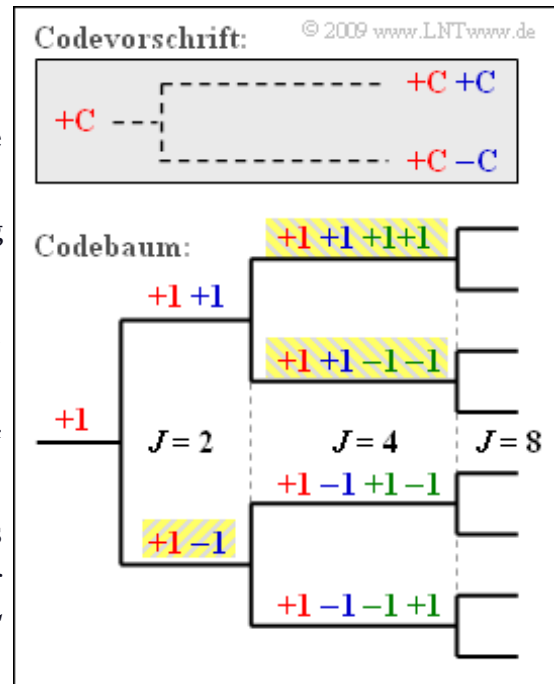 © 2009 www.LNTwww.de
Codevorschrift:
+C +C
+C
+C −C
Codebaum:
+1 +1 +1+1
+1 +1
+1 +1 −1 −1
+1
J = 2
J = 4
J = 8
+1 −1 +1 −1
+1 −1
+1 −1 −1 +1